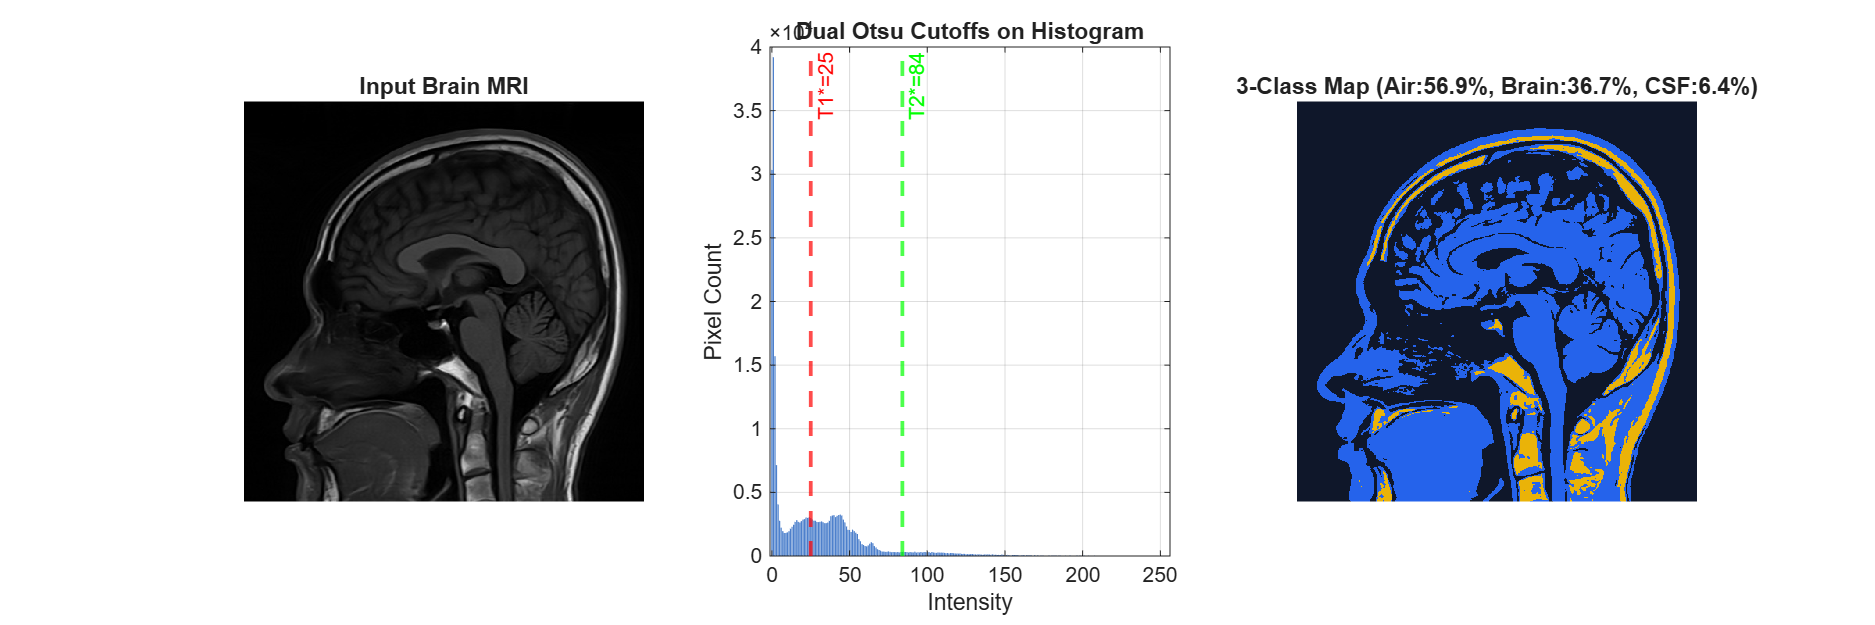 Input Brain MRI
×10
Dual Otsu Cutoffs on Histogram
T1*=25
T2*=84
4
3.5
3
2.5
2
1.5
1
0.5
0
Pixel Count
0 50 100 150 200 250
Intensity
3-Class Map (Air:56.9%, Brain:36.7%, CSF:6.4%)